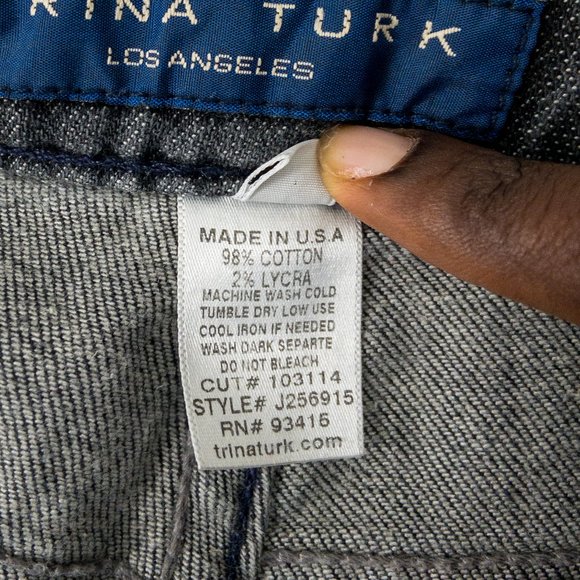 RINA TURK
LOS ANGELES
MADE IN U.S.A
98% COTTON
2% LYCRA
MACHINE WASH COLD
TUMBLE DRY LOW USE
COOL IRON IF NEEDED
WASH DARK SEPARTE
DO NOT BLEACH
CUT# 103114
STYLE# J256915
RN# 93415
trinaturk.com